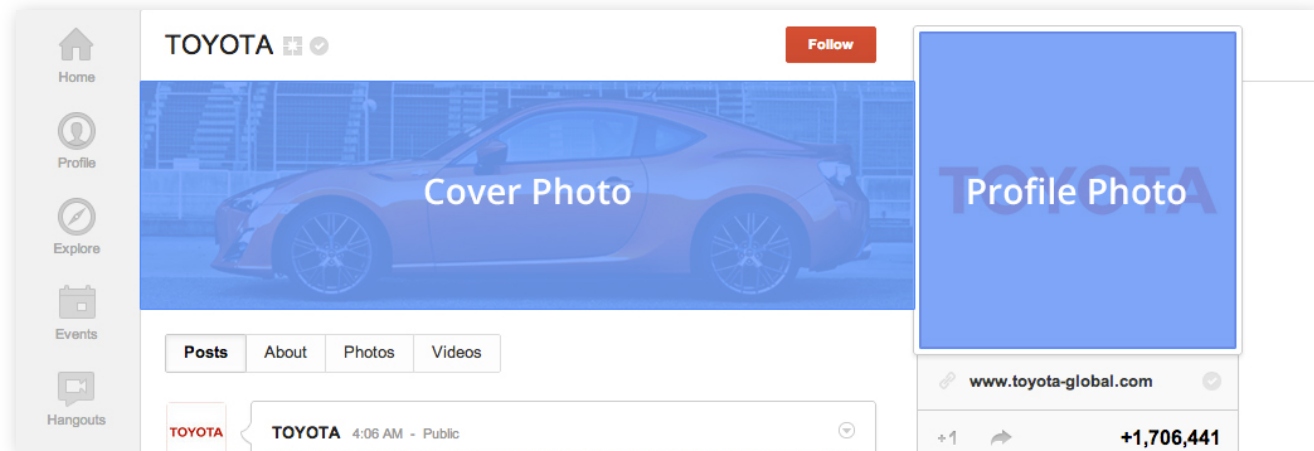 TOYOTA
Follow
Home
Profile
Explore
Events
Hangouts
Cover Photo
TOYOTA
Profile Photo
Posts
About
Photos
Videos
www.toyota-global.com
TOYOTA
TOYOTA 4:06 AM - Public
+1
+1,706,441